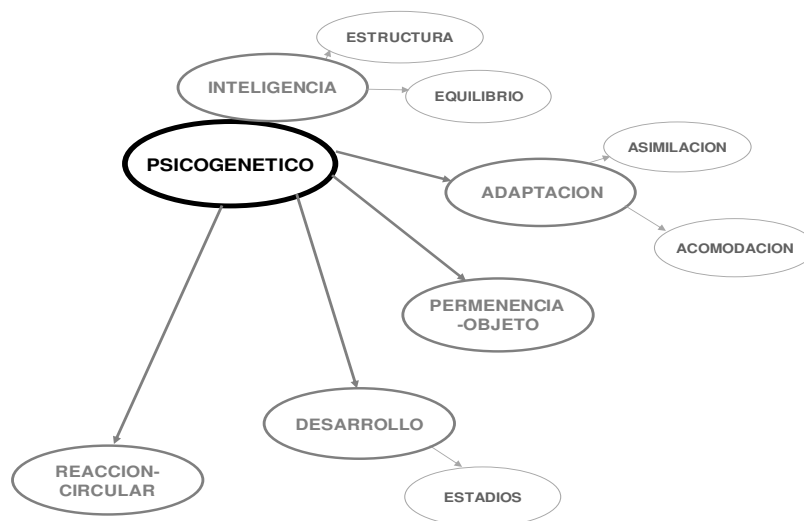 ESTRUCTURA
INTELIGENCIA
EQUILIBRIO
PSICOGENETICO
ASIMILACION
ADAPTACION
ACOMODACION
PERMENENCIA
-OBJETO
DESARROLLO
REACCION-
CIRCULAR
ESTADIOS